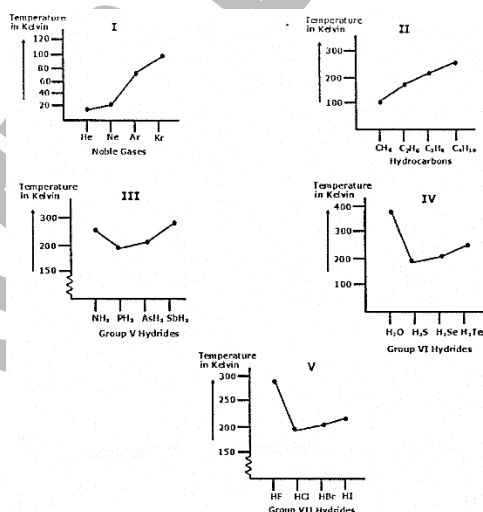 Temperature
in Kelvin
I
120
100
80
60
40
20
He Ne Ar Kr
Noble Gases
II
300
200
100
CH₄ C₂H₆ C₃H₈ C₄H₁₀
Hydrocarbons
Temperature
in Kelvin
III
300
200
150
NH₃ PH₃ AsH₃ SbH₃
Group V Hydrides
Temperature
in Kelvin
IV
400
300
200
100
H₂O H₂S H₂Se H₂Te
Group VI Hydrides
Temperature
in Kelvin
V
300
250
200
150
HF HCl HBr HI
Group VII Hydrides